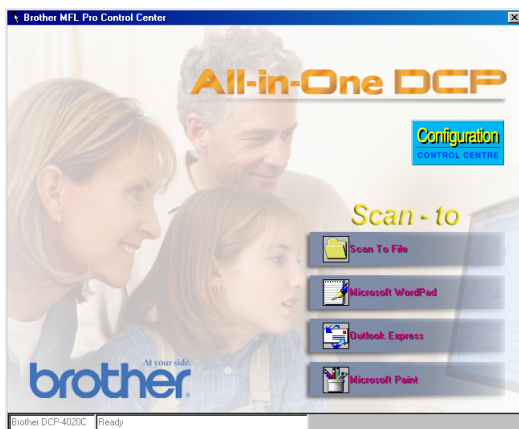 Brother MFL Pro Control Center
All-in-One DCP
Configuration
CONTROL CENTRE
Scan - to
Scan To File
Microsoft WordPad
Outlook Express
Microsoft Paint
At your side.
brother
Brother DCP-4020C Ready